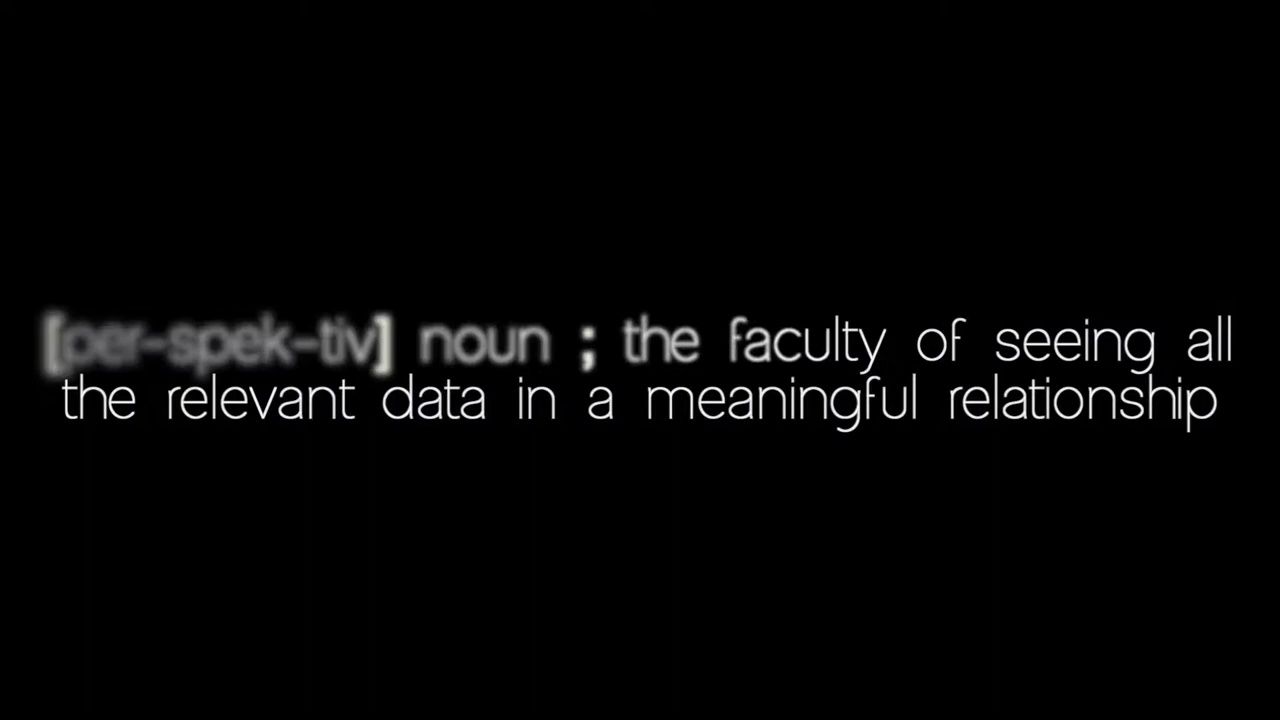 [per-spek-tiv] noun ; the faculty of seeing all
the relevant data in a meaningful relationship